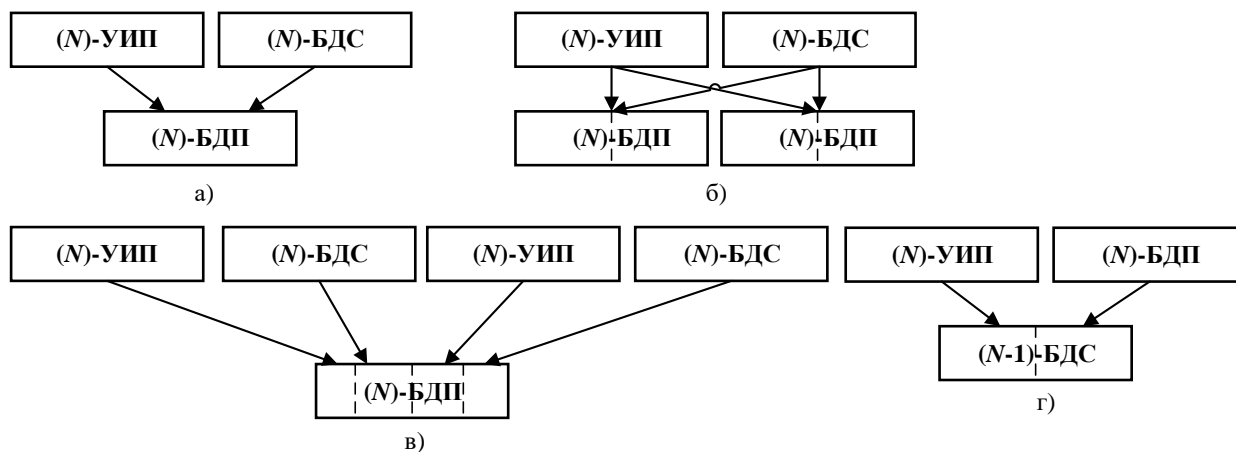 (N)-УИП (N)-БДС (N)-УИП (N)-БДС
(N)-БДП (N)-БДП (N)-БДП
а) б)
(N)-УИП (N)-БДС (N)-УИП (N)-БДС (N)-УИП (N)-БДП
(N-1)-БДС
(N)-БДП
г)
в)